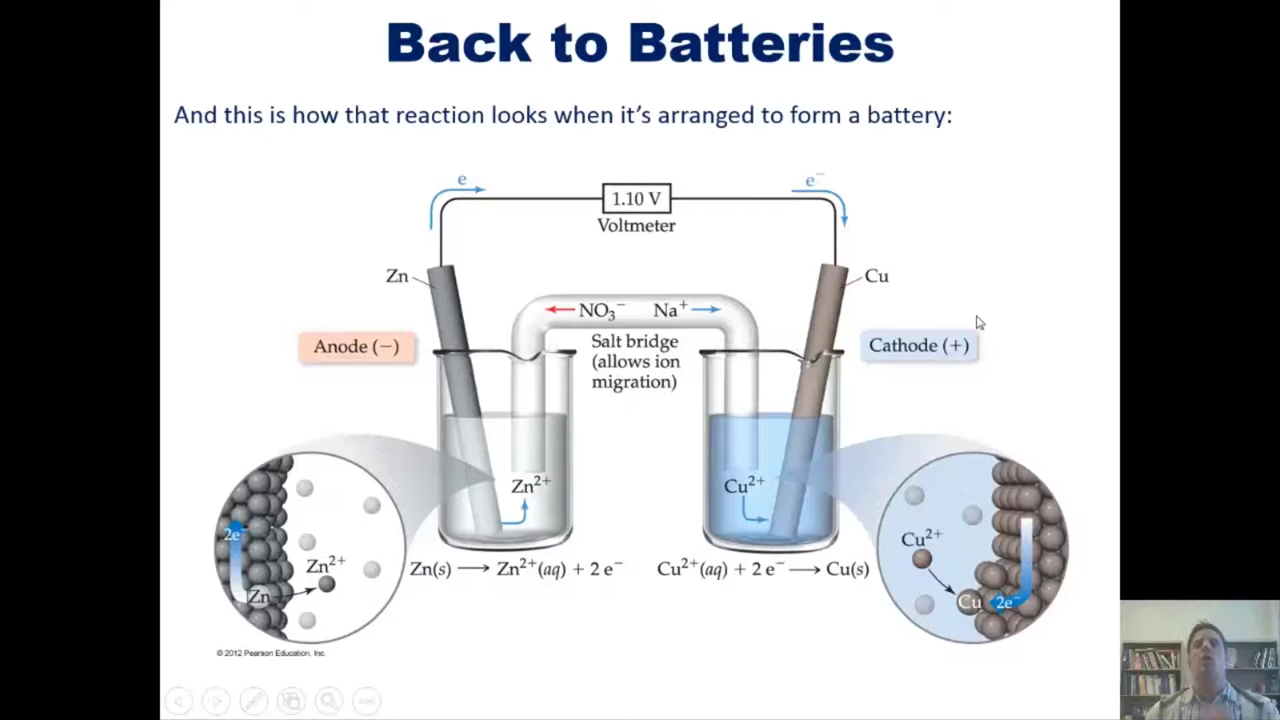 Back to Batteries
And this is how that reaction looks when it's arranged to form a battery:
e
e⁻
1.10 V
Voltmeter
Zn
Cu
NO₃⁻ Na⁺
Salt bridge
(allows ion
migration)
Anode (−)
Cathode (+)
Zn²⁺
Cu²⁺
2e⁻
Zn²⁺
Zn
Cu²⁺
Cu
2e⁻
Zn(s) ⟶ Zn²⁺(aq) + 2 e⁻
Cu²⁺(aq) + 2 e⁻ ⟶ Cu(s)
© 2012 Pearson Education, Inc.